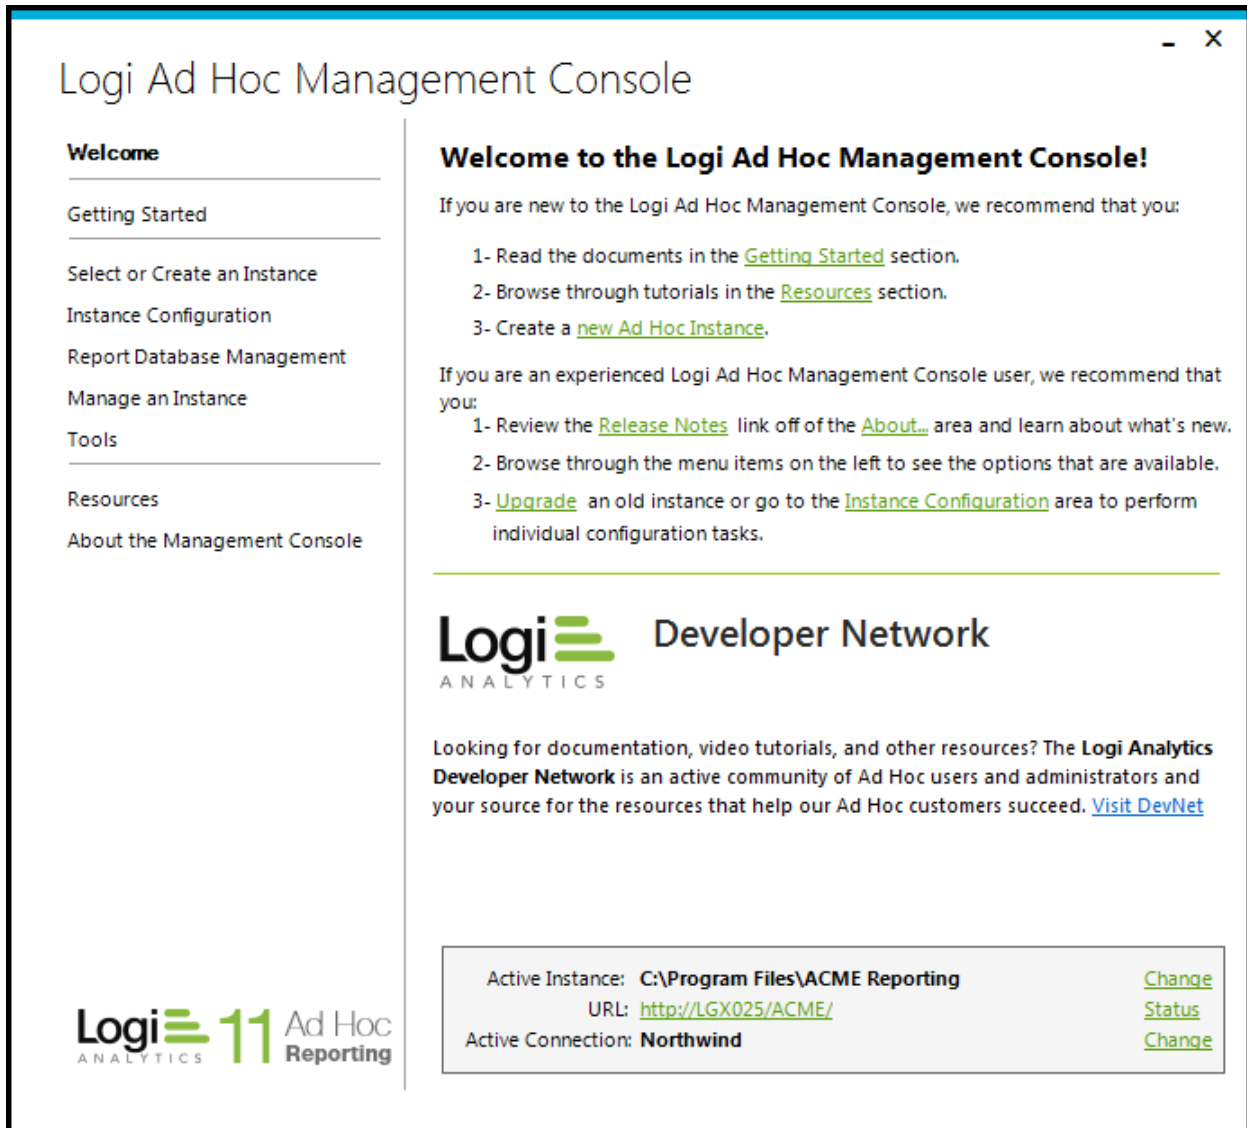 Logi Ad Hoc Management Console
Welcome
Getting Started
Select or Create an Instance
Instance Configuration
Report Database Management
Manage an Instance
Tools
Resources
About the Management Console
Logi 11 Ad Hoc
ANALYTICS Reporting
Welcome to the Logi Ad Hoc Management Console!
If you are new to the Logi Ad Hoc Management Console, we recommend that you:
1- Read the documents in the Getting Started section.
2- Browse through tutorials in the Resources section.
3- Create a new Ad Hoc Instance.
If you are an experienced Logi Ad Hoc Management Console user, we recommend that
you:
1- Review the Release Notes link off of the About... area and learn about what's new.
2- Browse through the menu items on the left to see the options that are available.
3- Upgrade an old instance or go to the Instance Configuration area to perform
individual configuration tasks.
Logi
ANALYTICS
Developer Network
Looking for documentation, video tutorials, and other resources? The Logi Analytics
Developer Network is an active community of Ad Hoc users and administrators and
your source for the resources that help our Ad Hoc customers succeed. Visit DevNet
Active Instance: C:\Program Files\ACME Reporting Change
URL: http://LGX025/ACME/ Status
Active Connection: Northwind Change